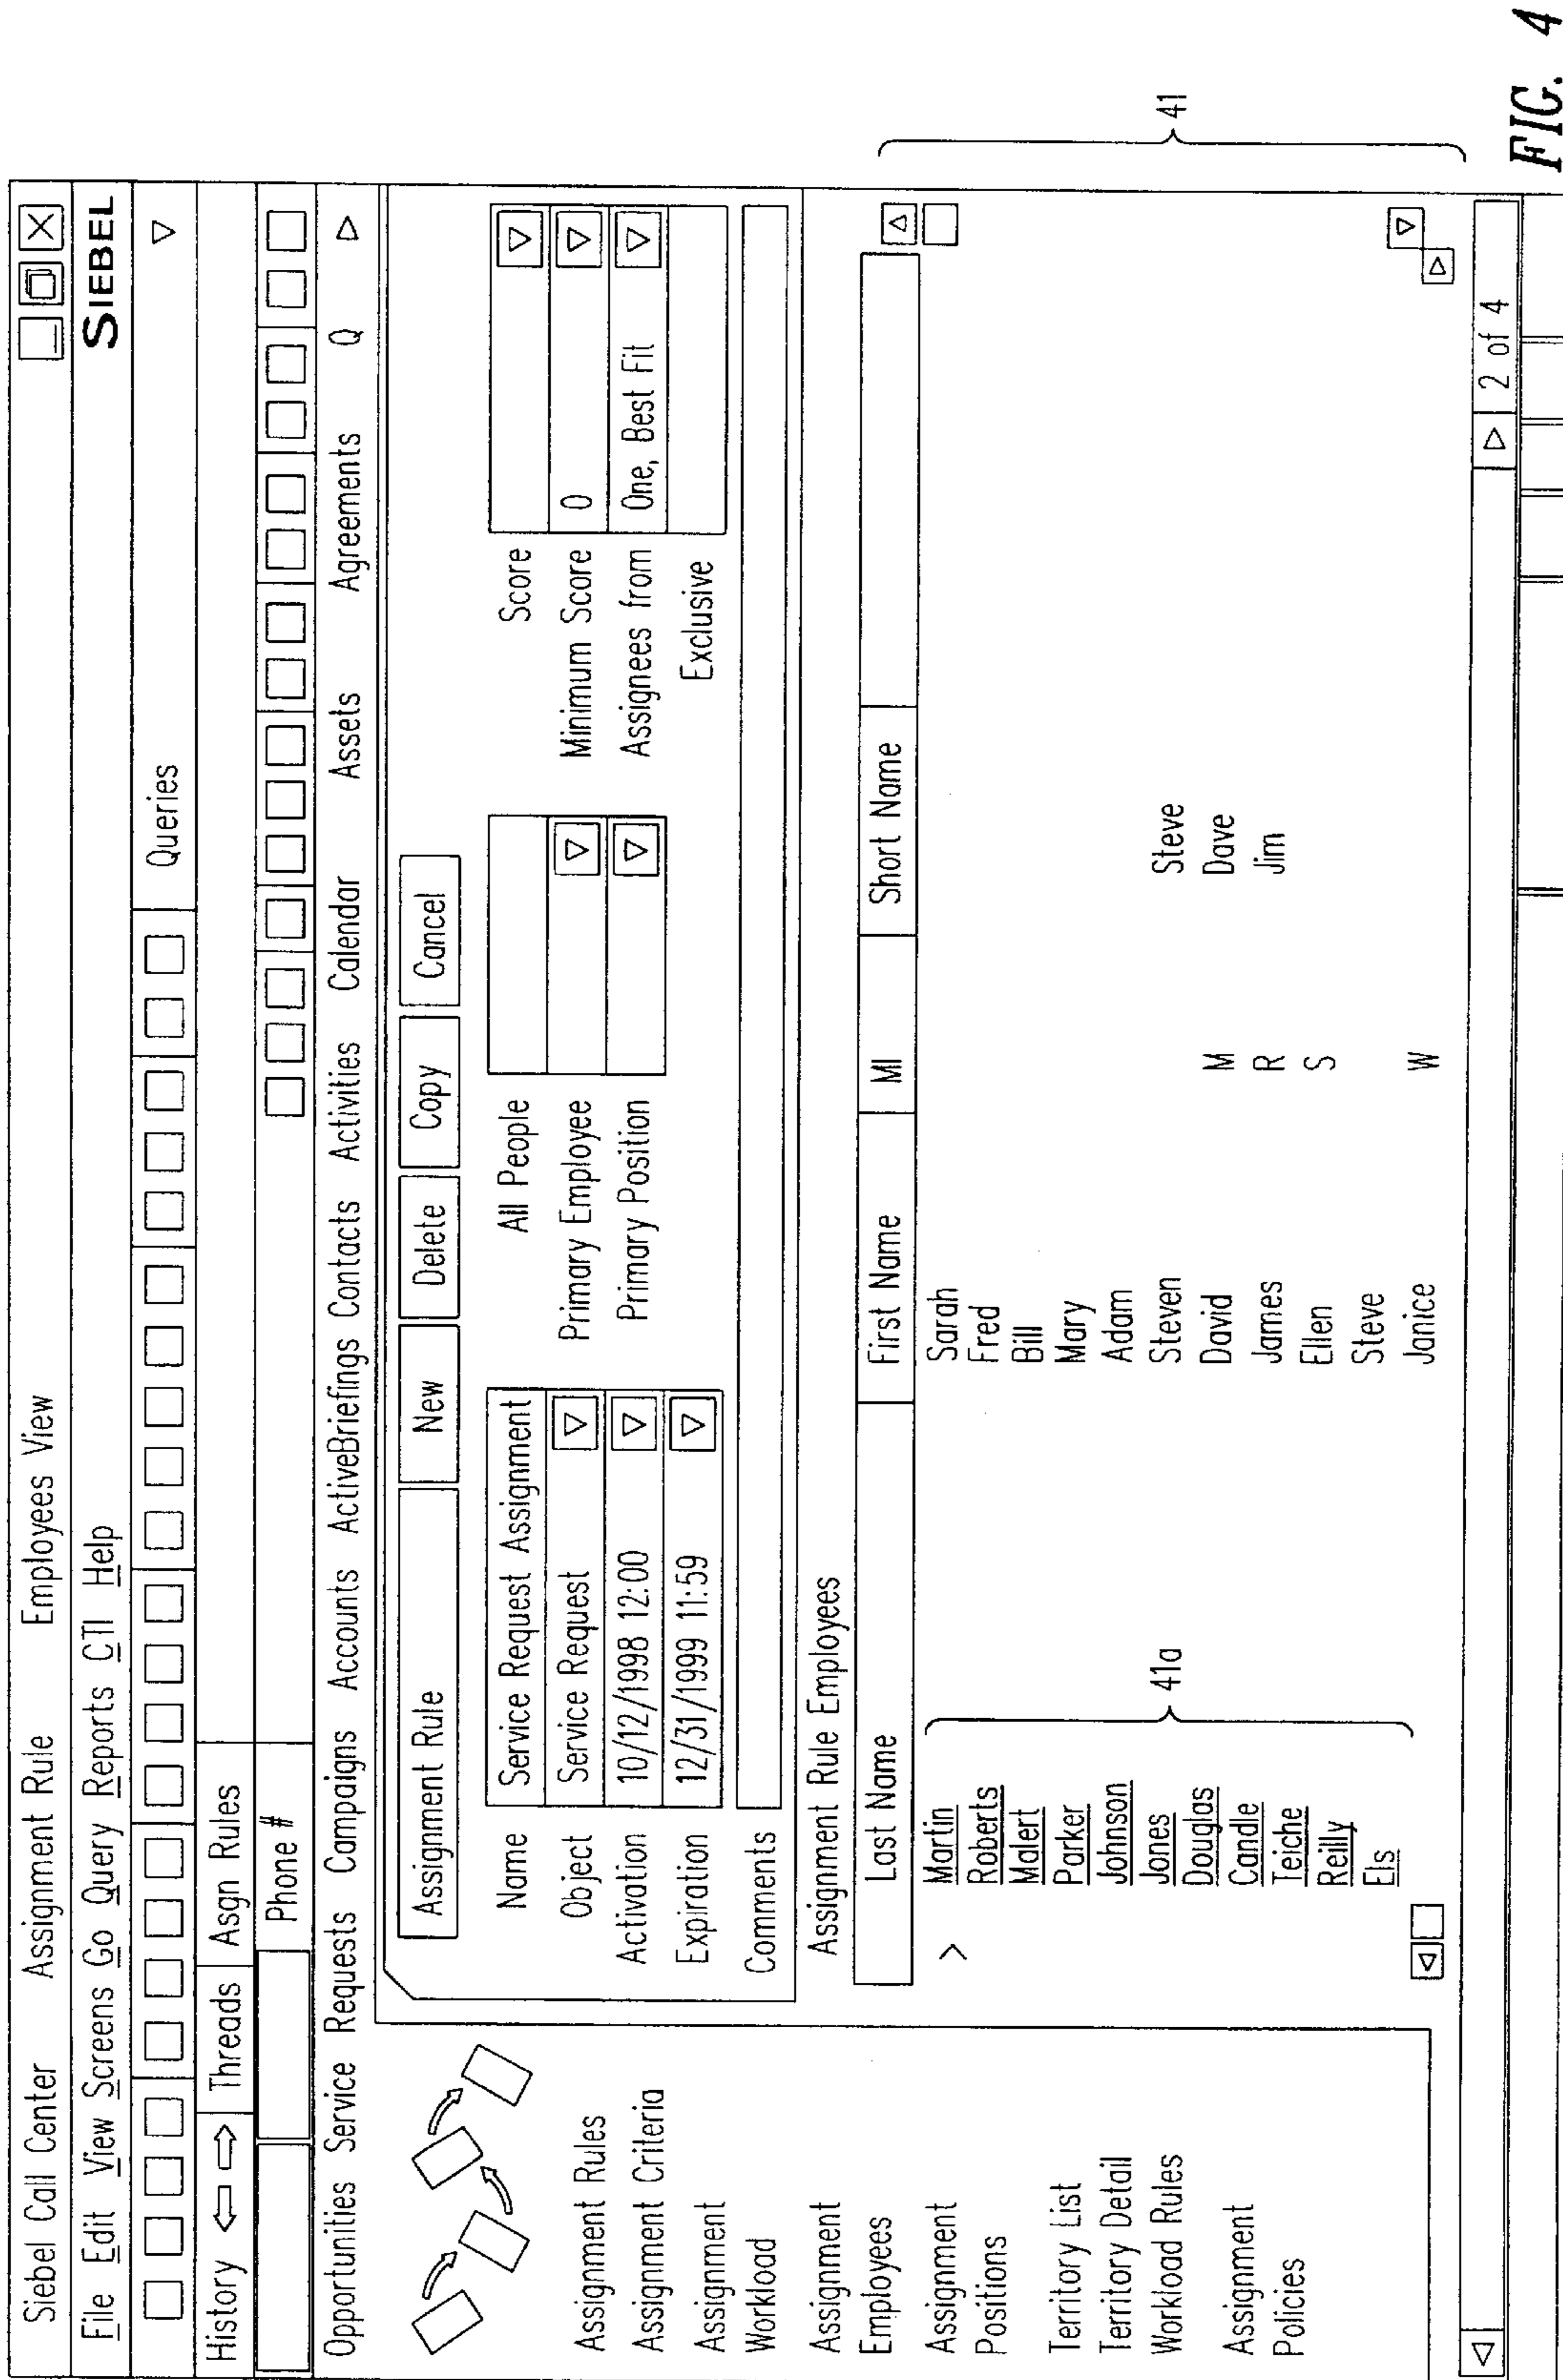 Siebel Call Center Assignment Rule Employees View
File Edit View Screens Go Query Reports CTI Help SIEBEL
Queries
History Threads Asgn Rules
Phone #
Opportunities Service Requests Campaigns Accounts ActiveBriefings Contacts Activities Calendar Assets Agreements Q
Assignment Rules
Assignment Criteria
Assignment
Workload
Assignment
Employees
Assignment
Positions
Territory List
Territory Detail
Workload Rules
Assignment
Policies
Assignment Rule New Delete Copy Cancel
Name Service Request Assignment All People Score
Object Service Request Primary Employee Minimum Score 0
Activation 10/12/1998 12:00 Primary Position Assignees from One, Best Fit
Expiration 12/31/1999 11:59 Exclusive
Comments
Assignment Rule Employees
Last Name First Name MI Short Name
> Martin Sarah
Roberts Fred
Malert Bill
Parker Mary
Johnson Adam
Jones Steven Steve
Douglas David M Dave
Candle James R Jim
Teiche Ellen S
Reilly Steve
Els Janice W
41a
41
2 of 4
FIG. 4